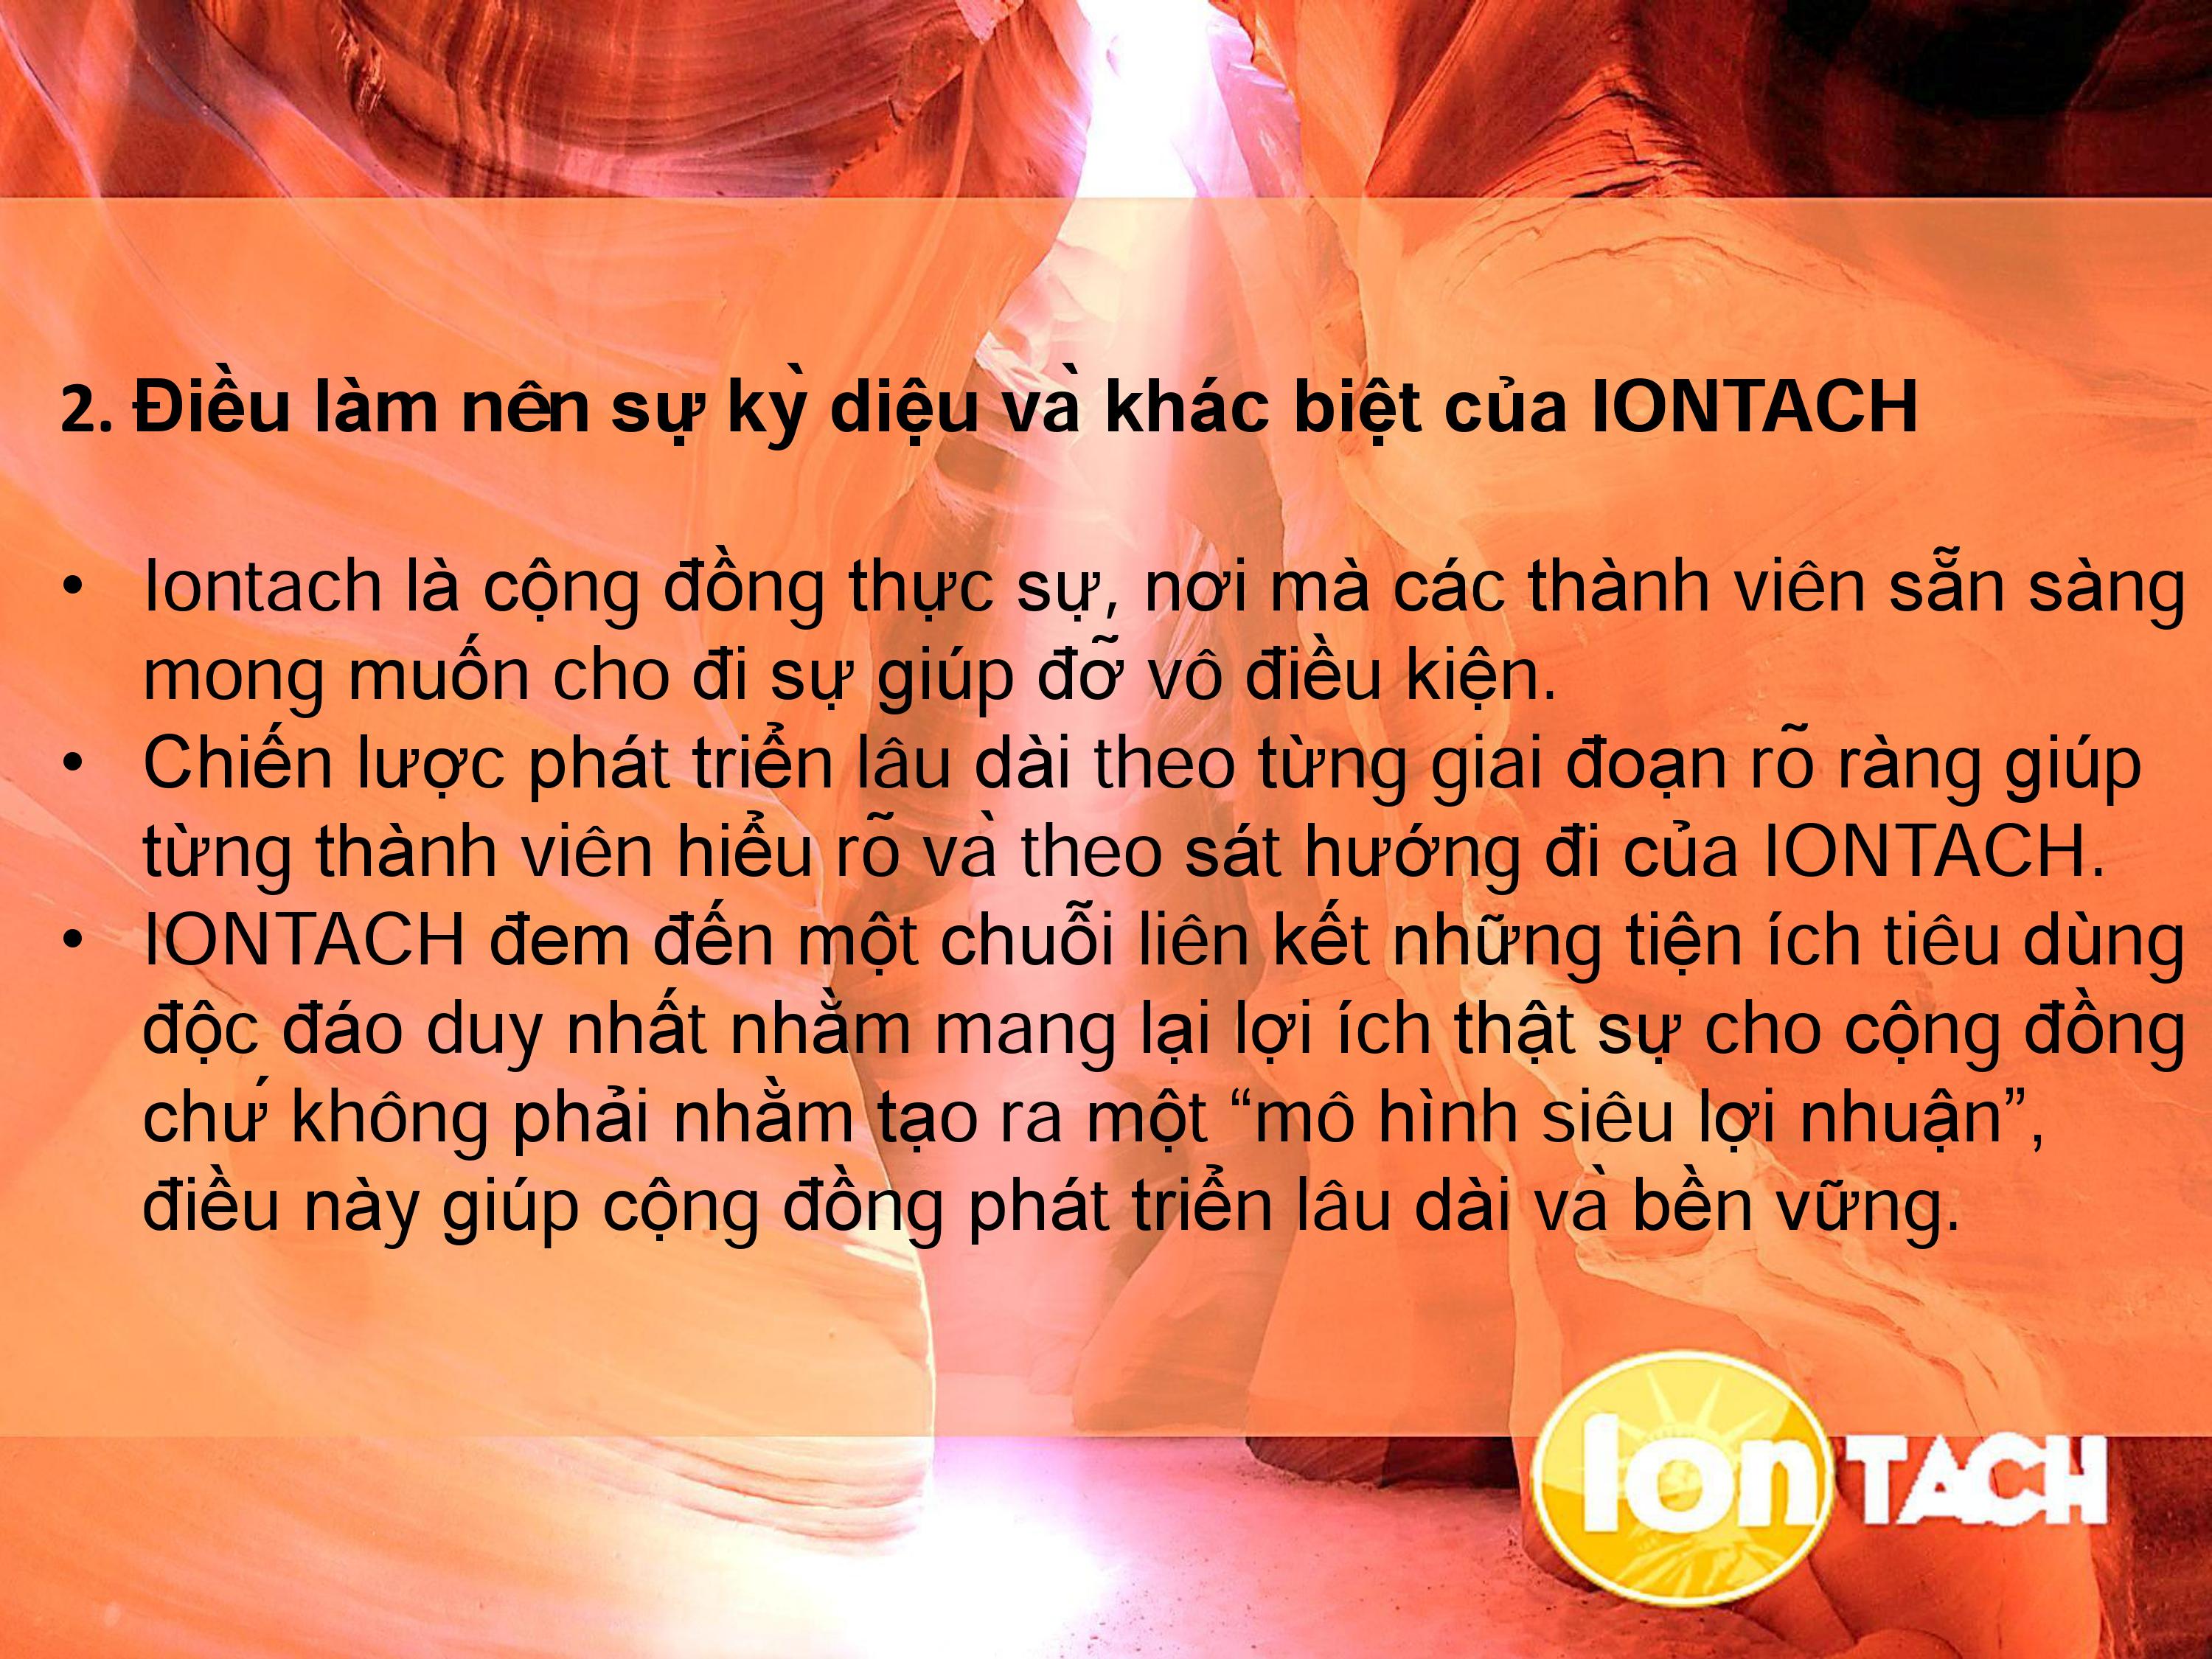 2. Điều làm nên sự kỳ diệu và khác biệt của IONTACH
• Iontach là cộng đồng thực sự, nơi mà các thành viên sẵn sàng
mong muốn cho đi sự giúp đỡ vô điều kiện.
• Chiến lược phát triển lâu dài theo từng giai đoạn rõ ràng giúp
từng thành viên hiểu rõ và theo sát hướng đi của IONTACH.
• IONTACH đem đến một chuỗi liên kết những tiện ích tiêu dùng
độc đáo duy nhất nhằm mang lại lợi ích thật sự cho cộng đồng
chứ không phải nhằm tạo ra một “mô hình siêu lợi nhuận”,
điều này giúp cộng đồng phát triển lâu dài và bền vững.
Ion TACH